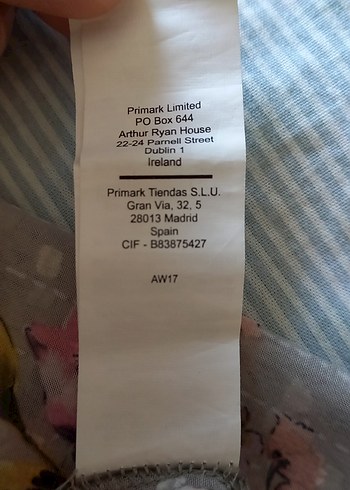 Primark Limited
PO Box 644
Arthur Ryan House
22-24 Parnell Street
Dublin 1
Ireland
Primark Tiendas S.L.U.
Gran Via, 32, 5
28013 Madrid
Spain
CIF - B83875427
AW17